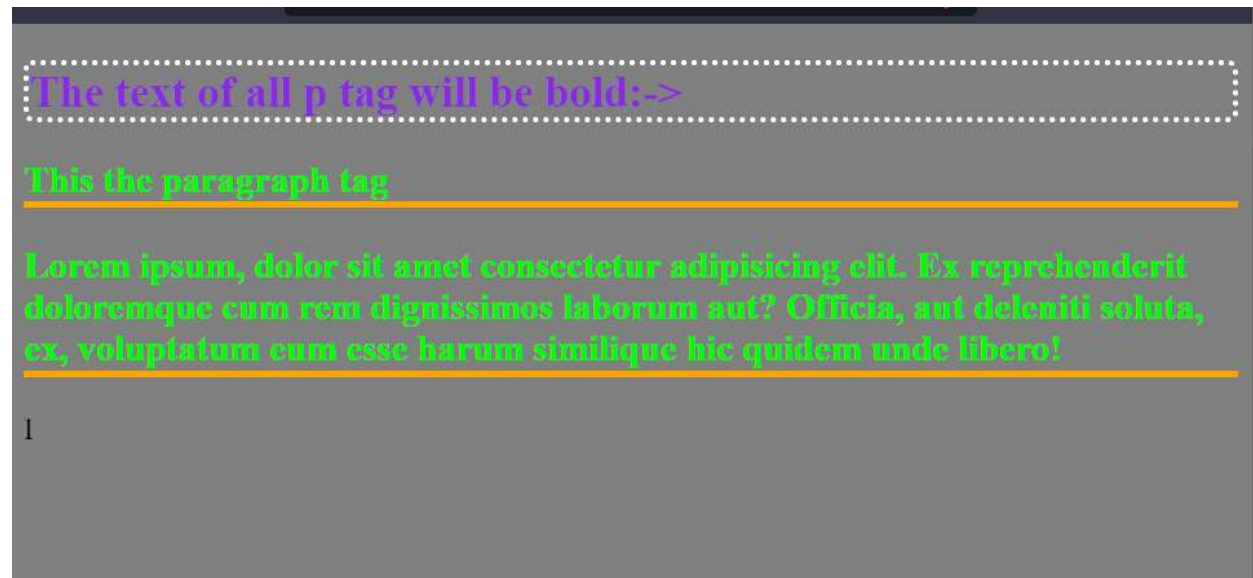 The text of all p tag will be bold:->
This the paragraph tag
Lorem ipsum, dolor sit amet consectetur adipisicing elit. Ex reprehenderit
doloremque cum rem dignissimos laborum aut? Officia, aut deleniti soluta,
ex, voluptatum eum esse harum similique hic quidem unde libero!
l